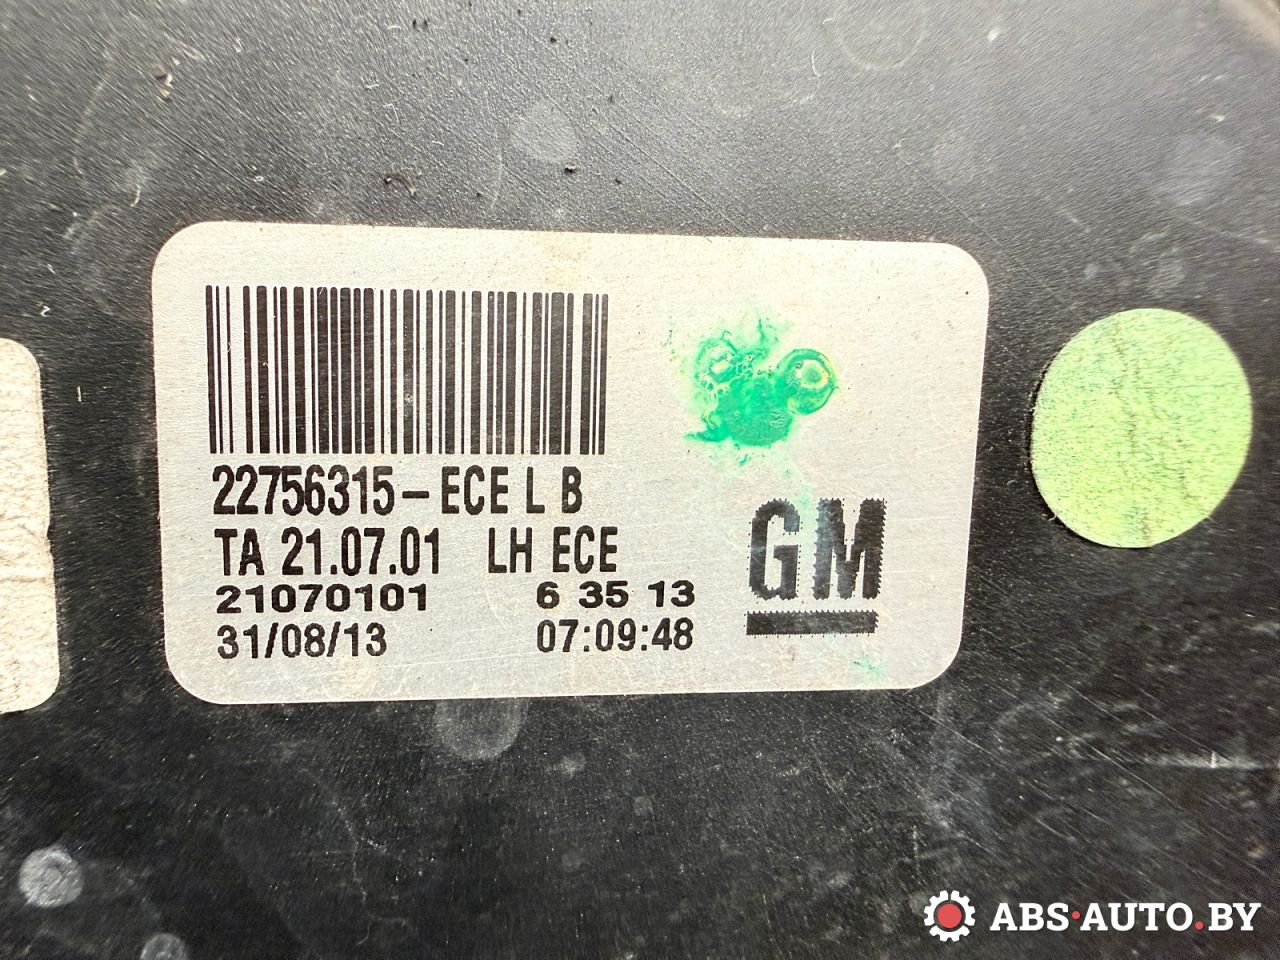 22756315-ECE L B
TA 21.07.01 LH ECE
21070101 6 35 13
31/08/13 07:09:48
GM
ABS·AUTO.BY